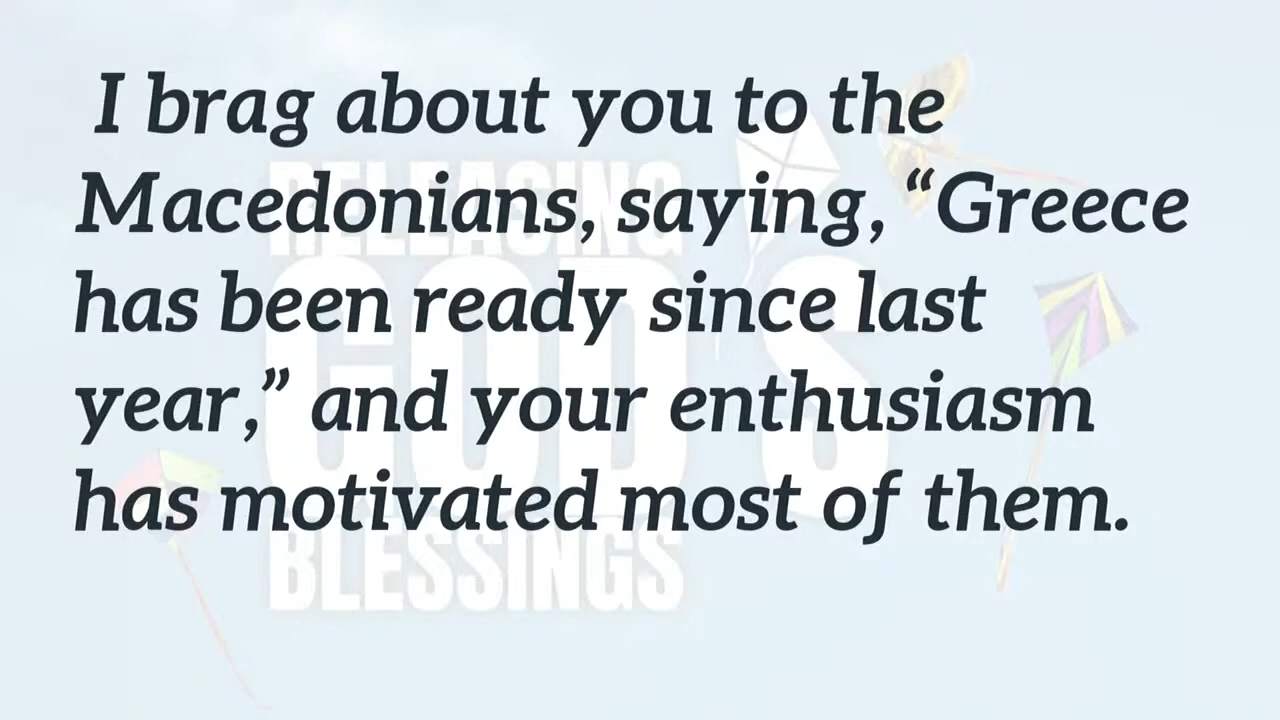 I brag about you to the
Macedonians, saying, “Greece
has been ready since last
year,” and your enthusiasm
has motivated most of them.
RELEASING
GOD'S
BLESSINGS